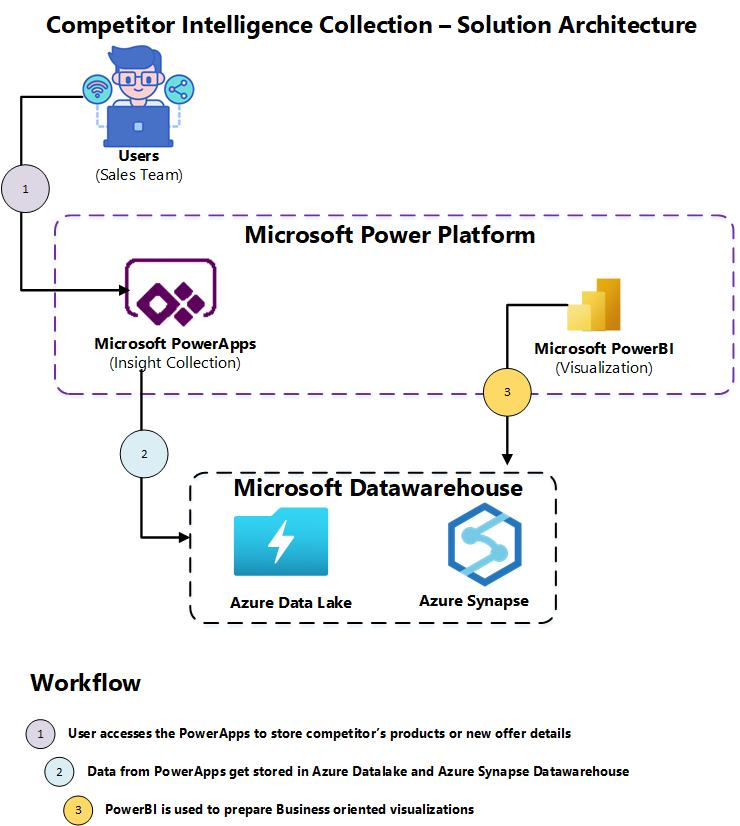 Competitor Intelligence Collection – Solution Architecture
Users
(Sales Team)
1
Microsoft Power Platform
Microsoft PowerApps
(Insight Collection)
Microsoft PowerBI
(Visualization)
3
2
Microsoft Datawarehouse
Azure Data Lake
Azure Synapse
Workflow
1 User accesses the PowerApps to store competitor’s products or new offer details
2 Data from PowerApps get stored in Azure Datalake and Azure Synapse Datawarehouse
3 PowerBI is used to prepare Business oriented visualizations